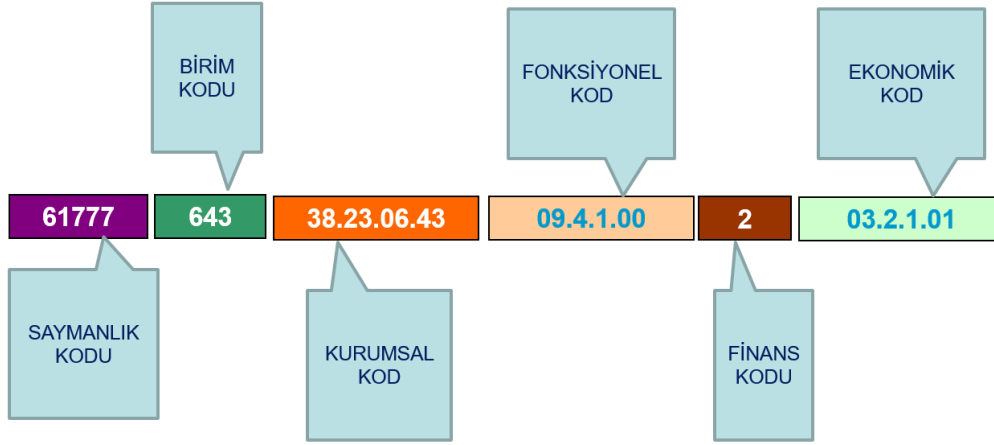 BİRİM
KODU
FONKSİYONEL
KOD
EKONOMİK
KOD
61777 643 38.23.06.43 09.4.1.00 2 03.2.1.01
SAYMANLIK
KODU
KURUMSAL
KOD
FİNANS
KODU